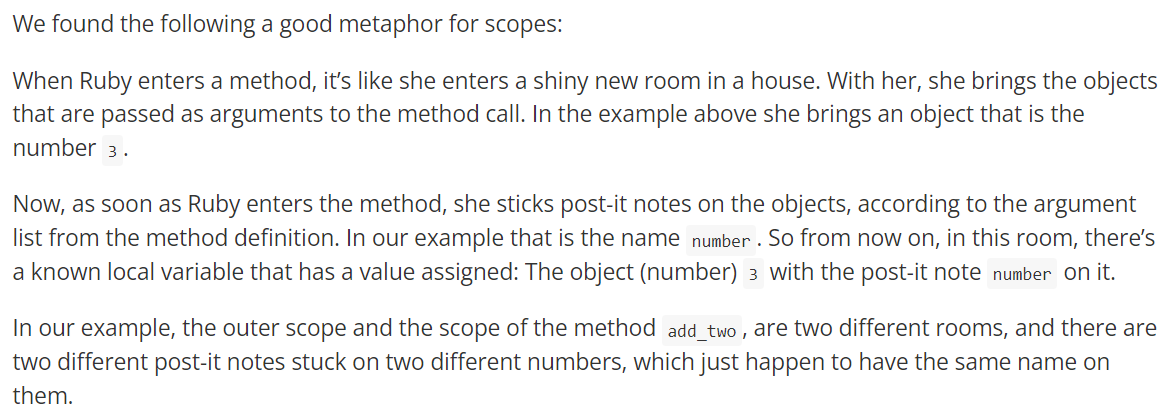 We found the following a good metaphor for scopes:
When Ruby enters a method, it’s like she enters a shiny new room in a house. With her, she brings the objects
that are passed as arguments to the method call. In the example above she brings an object that is the
number 3 .
Now, as soon as Ruby enters the method, she sticks post-it notes on the objects, according to the argument
list from the method definition. In our example that is the name number . So from now on, in this room, there’s
a known local variable that has a value assigned: The object (number) 3 with the post-it note number on it.
In our example, the outer scope and the scope of the method add_two , are two different rooms, and there are
two different post-it notes stuck on two different numbers, which just happen to have the same name on
them.